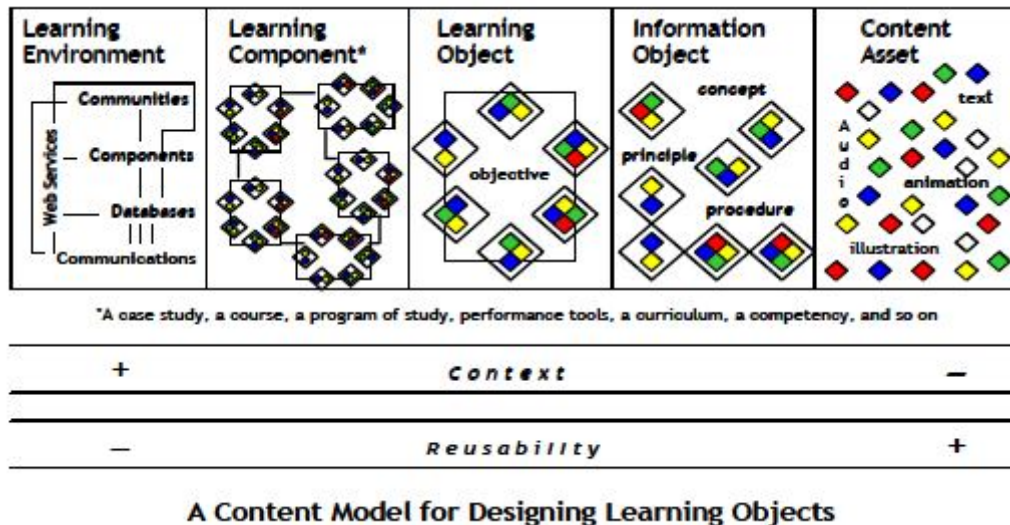 Learning
Environment
Communities
Web Services
Components
Databases
Communications
Learning
Component*
Learning
Object
objective
Information
Object
concept
principle
procedure
Content
Asset
text
Audio
animation
illustration
*A case study, a course, a program of study, performance tools, a curriculum, a competency, and so on
+ Context −
− Reusability +
A Content Model for Designing Learning Objects